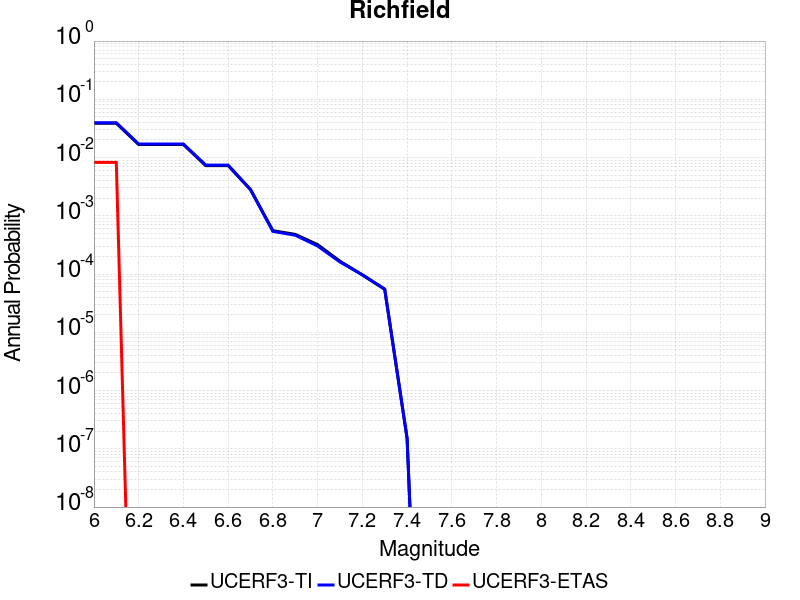 Richfield
10 0
10 -1
10 -2
10 -3
10 -4
10 -5
10 -6
10 -7
10 -8
Annual Probability
6 6.2 6.4 6.6 6.8 7 7.2 7.4 7.6 7.8 8 8.2 8.4 8.6 8.8 9
Magnitude
UCERF3-TI UCERF3-TD UCERF3-ETAS